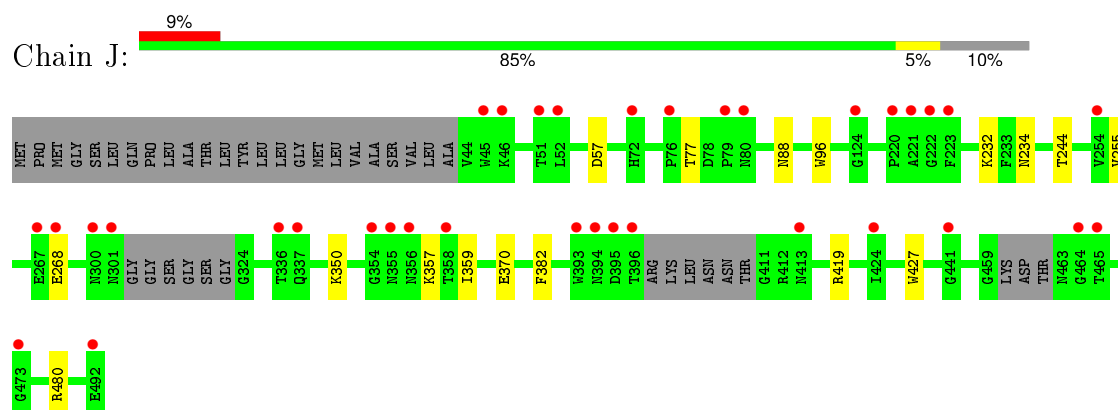 9%
Chain J:
85% 5% 10%
MET PRO MET GLY SER LEU GLN PRO LEU ALA THR LEU TYR LEU LEU GLY MET LEU VAL ALA SER VAL LEU ALA V44 W45 K46 T51 L52 D57 H72 P76 T77 D78 P79 N80 N88 W96 G124 P220 A221 G222 F223 K232 F233 N234 T244 V254
E267 E268 N300 N301 GLY GLY SER GLY SER GLY G324 T336 Q337 K350 G354 N355 N356 K357 T358 I359 E370 F382 W393 N394 D395 T396 ARG LYS LEU ASN ASN THR G411 R412 N413 R419 I424 W427 G441 G459 LYS ASP THR N463 G464 T465
G473 R480 E492